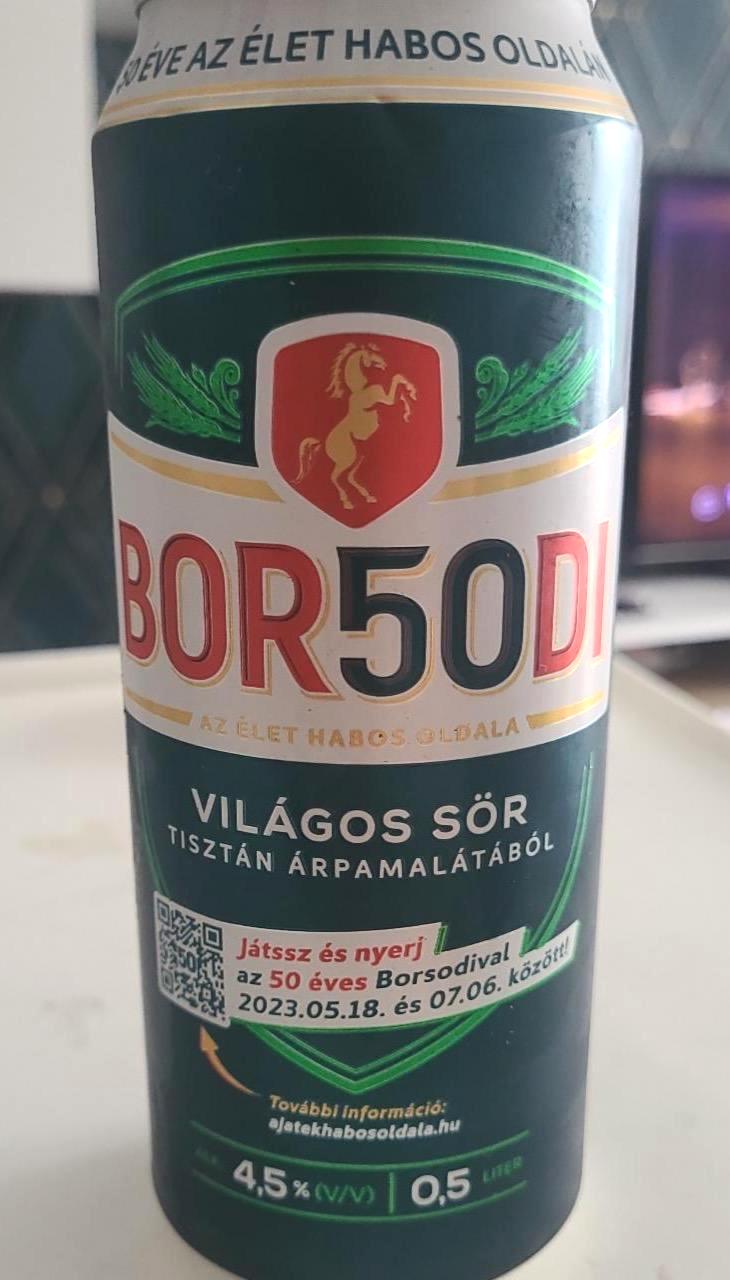 50 ÉVE AZ ÉLET HABOS OLDALÁN
BOR50DI
AZ ÉLET HABOS OLDALA
VILÁGOS SÖR
TISZTÁN ÁRPAMALÁTÁBÓL
Játssz és nyerj
az 50 éves Borsodival
2023.05.18. és 07.06. között!
50
További információ:
ajatekhabosoldala.hu
ALK. 4,5% (V/V) | 0,5 LITER